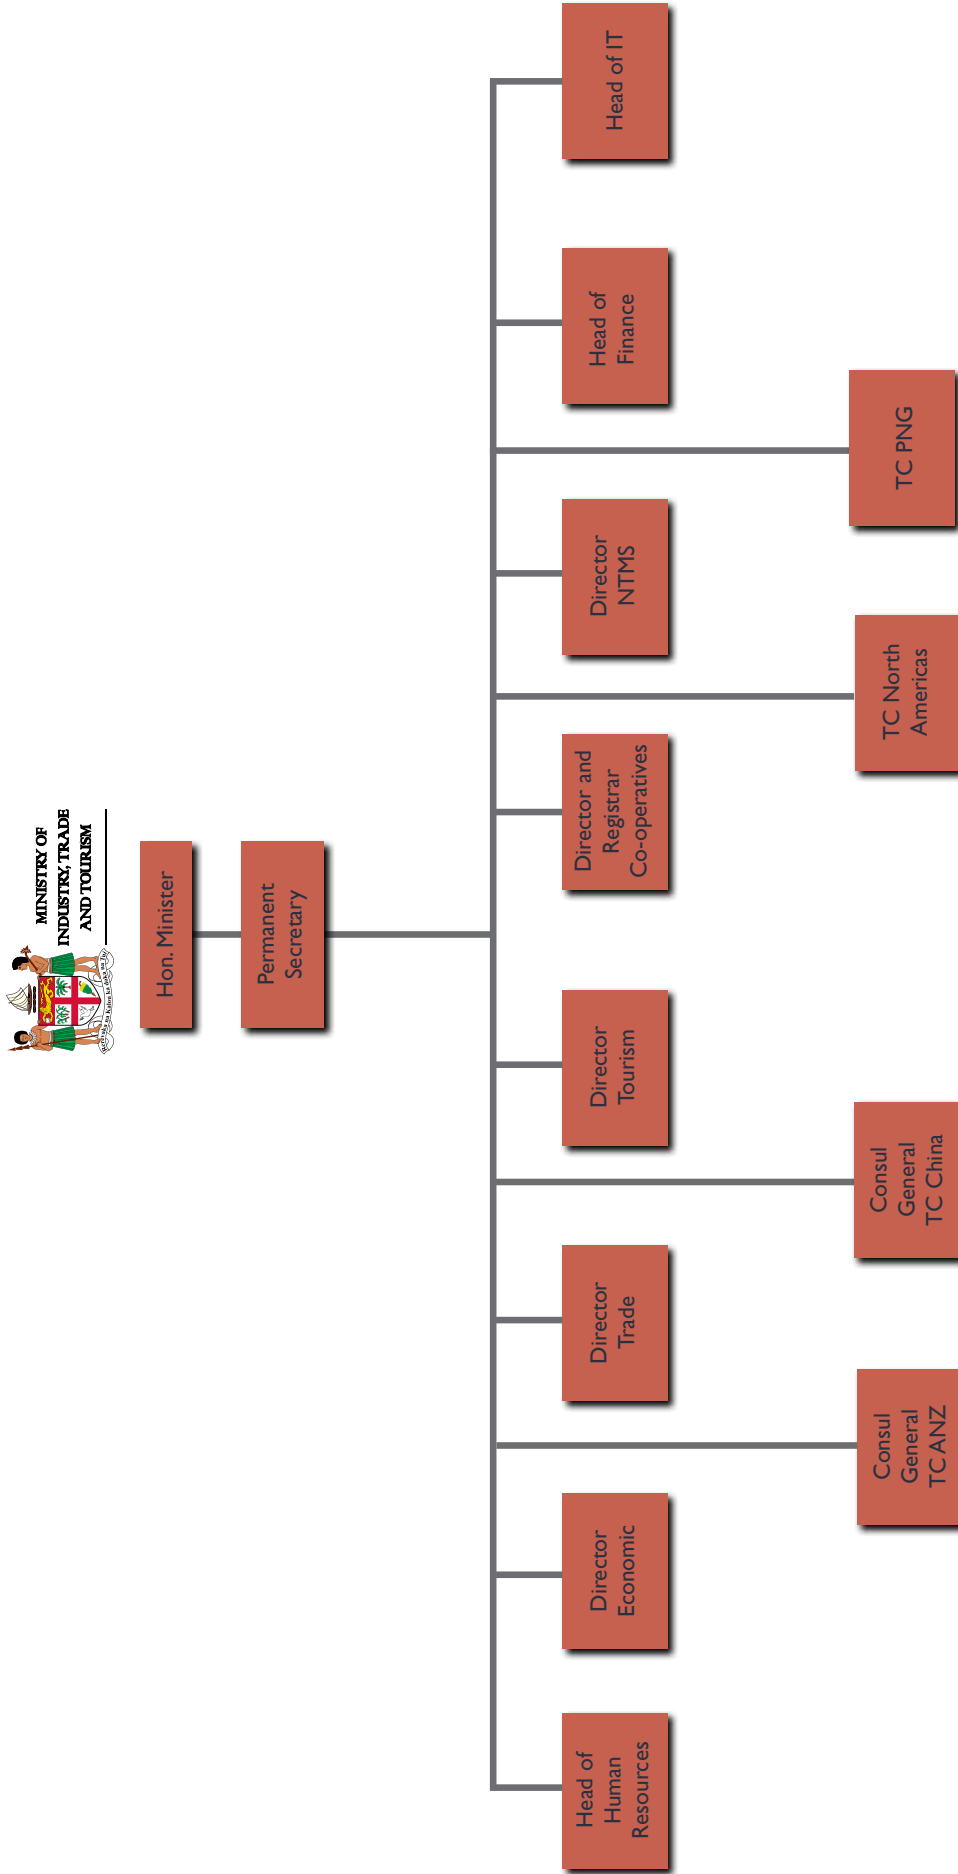 MINISTRY OF
INDUSTRY, TRADE
AND TOURISM
Hon. Minister
Permanent
Secretary
Head of
Human
Resources
Director
Economic
Director
Trade
Director
Tourism
Director and
Registrar
Co-operatives
Director
NTMS
Head of
Finance
Head of IT
Consul
General
TC ANZ
Consul
General
TC China
TC North
Americas
TC PNG